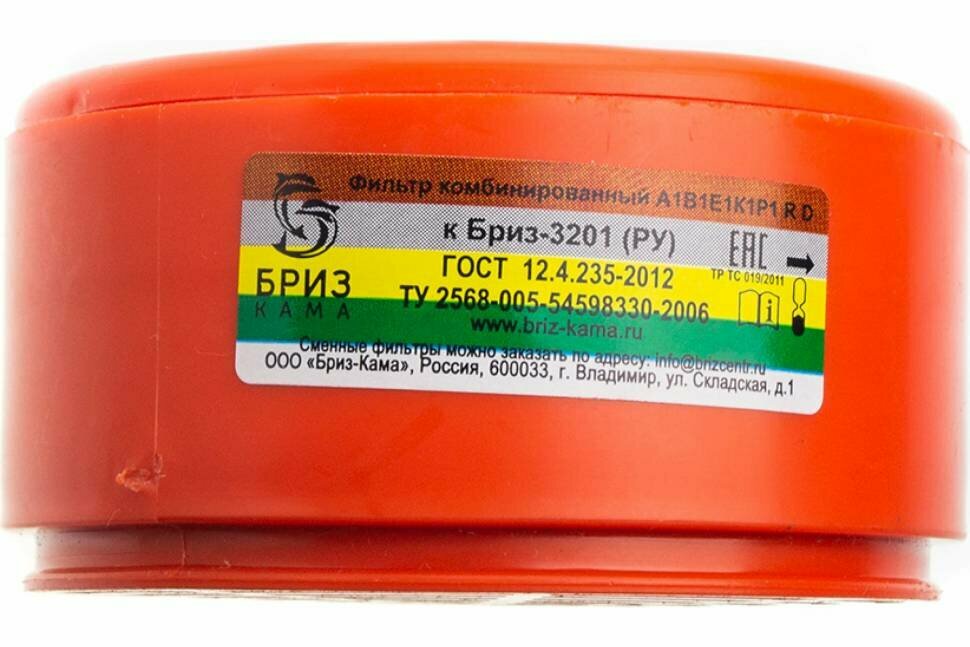 Фильтр комбинированный A1B1E1K1P1 R D
к Бриз-3201 (РУ)
ГОСТ 12.4.235-2012
ТУ 2568-005-54598330-2006
www.briz-kama.ru
БРИЗ
КАМА
EAC
ТР ТС 019/2011
i
Сменные фильтры можно заказать по адресу: info@brizcentr.ru
ООО «Бриз-Кама», Россия, 600033, г. Владимир, ул. Складская, д.1